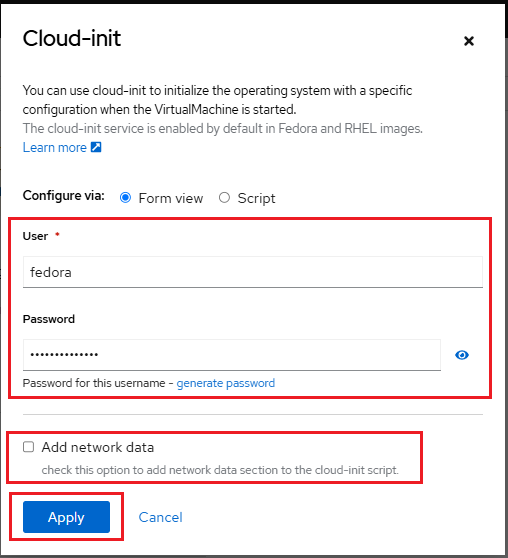 Cloud-init
You can use cloud-init to initialize the operating system with a specific
configuration when the VirtualMachine is started.
The cloud-init service is enabled by default in Fedora and RHEL images.
Learn more
Configure via: Form view Script
User *
fedora
Password
••••••••••••••
Password for this username - generate password
Add network data
check this option to add network data section to the cloud-init script.
Apply Cancel